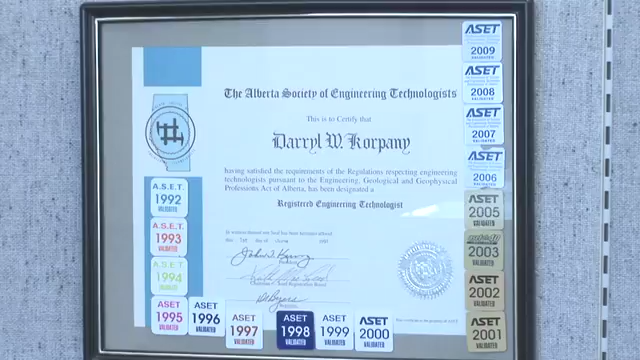 The Alberta Society of Engineering Technologists
This is to Certify that
Darryl W. Korpany
having satisfied the requirements of the Regulations respecting engineering
technologists pursuant to the Engineering, Geological and Geophysical
Professions Act of Alberta, has been designated a
Registered Engineering Technologist
ASET
2009
VALIDATED
ASET
2008
VALIDATED
ASET
2007
VALIDATED
ASET
2006
VALIDATED
ASET
2005
VALIDATED
2003
VALIDATED
ASET
2002
VALIDATED
ASET
2001
VALIDATED
A.S.E.T.
1992
VALIDATED
A.S.E.T.
1993
VALIDATED
A.S.E.T.
1994
VALIDATED
ASET
1995
VALIDATED
ASET
1996
VALIDATED
ASET
1997
VALIDATED
ASET
1998
VALIDATED
ASET
1999
VALIDATED
ASET
2000
VALIDATED